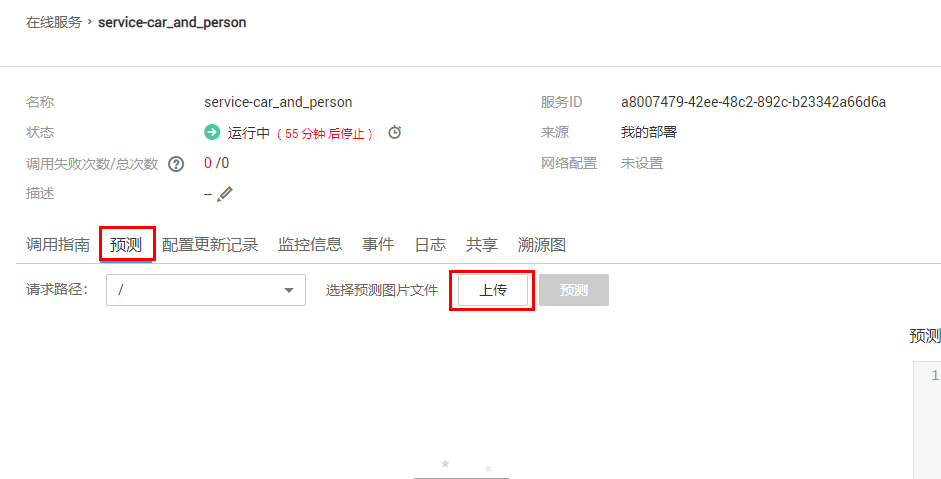 在线服务 › service-car_and_person
名称 service-car_and_person 服务ID a8007479-42ee-48c2-892c-b23342a66d6a
状态 运行中 ( 55 分钟 后停止 ) 来源 我的部署
调用失败次数/总次数 ? 0 /0 网络配置 未设置
描述 --
调用指南 预测 配置更新记录 监控信息 事件 日志 共享 溯源图
请求路径: / 选择预测图片文件 上传 预测
预测
1